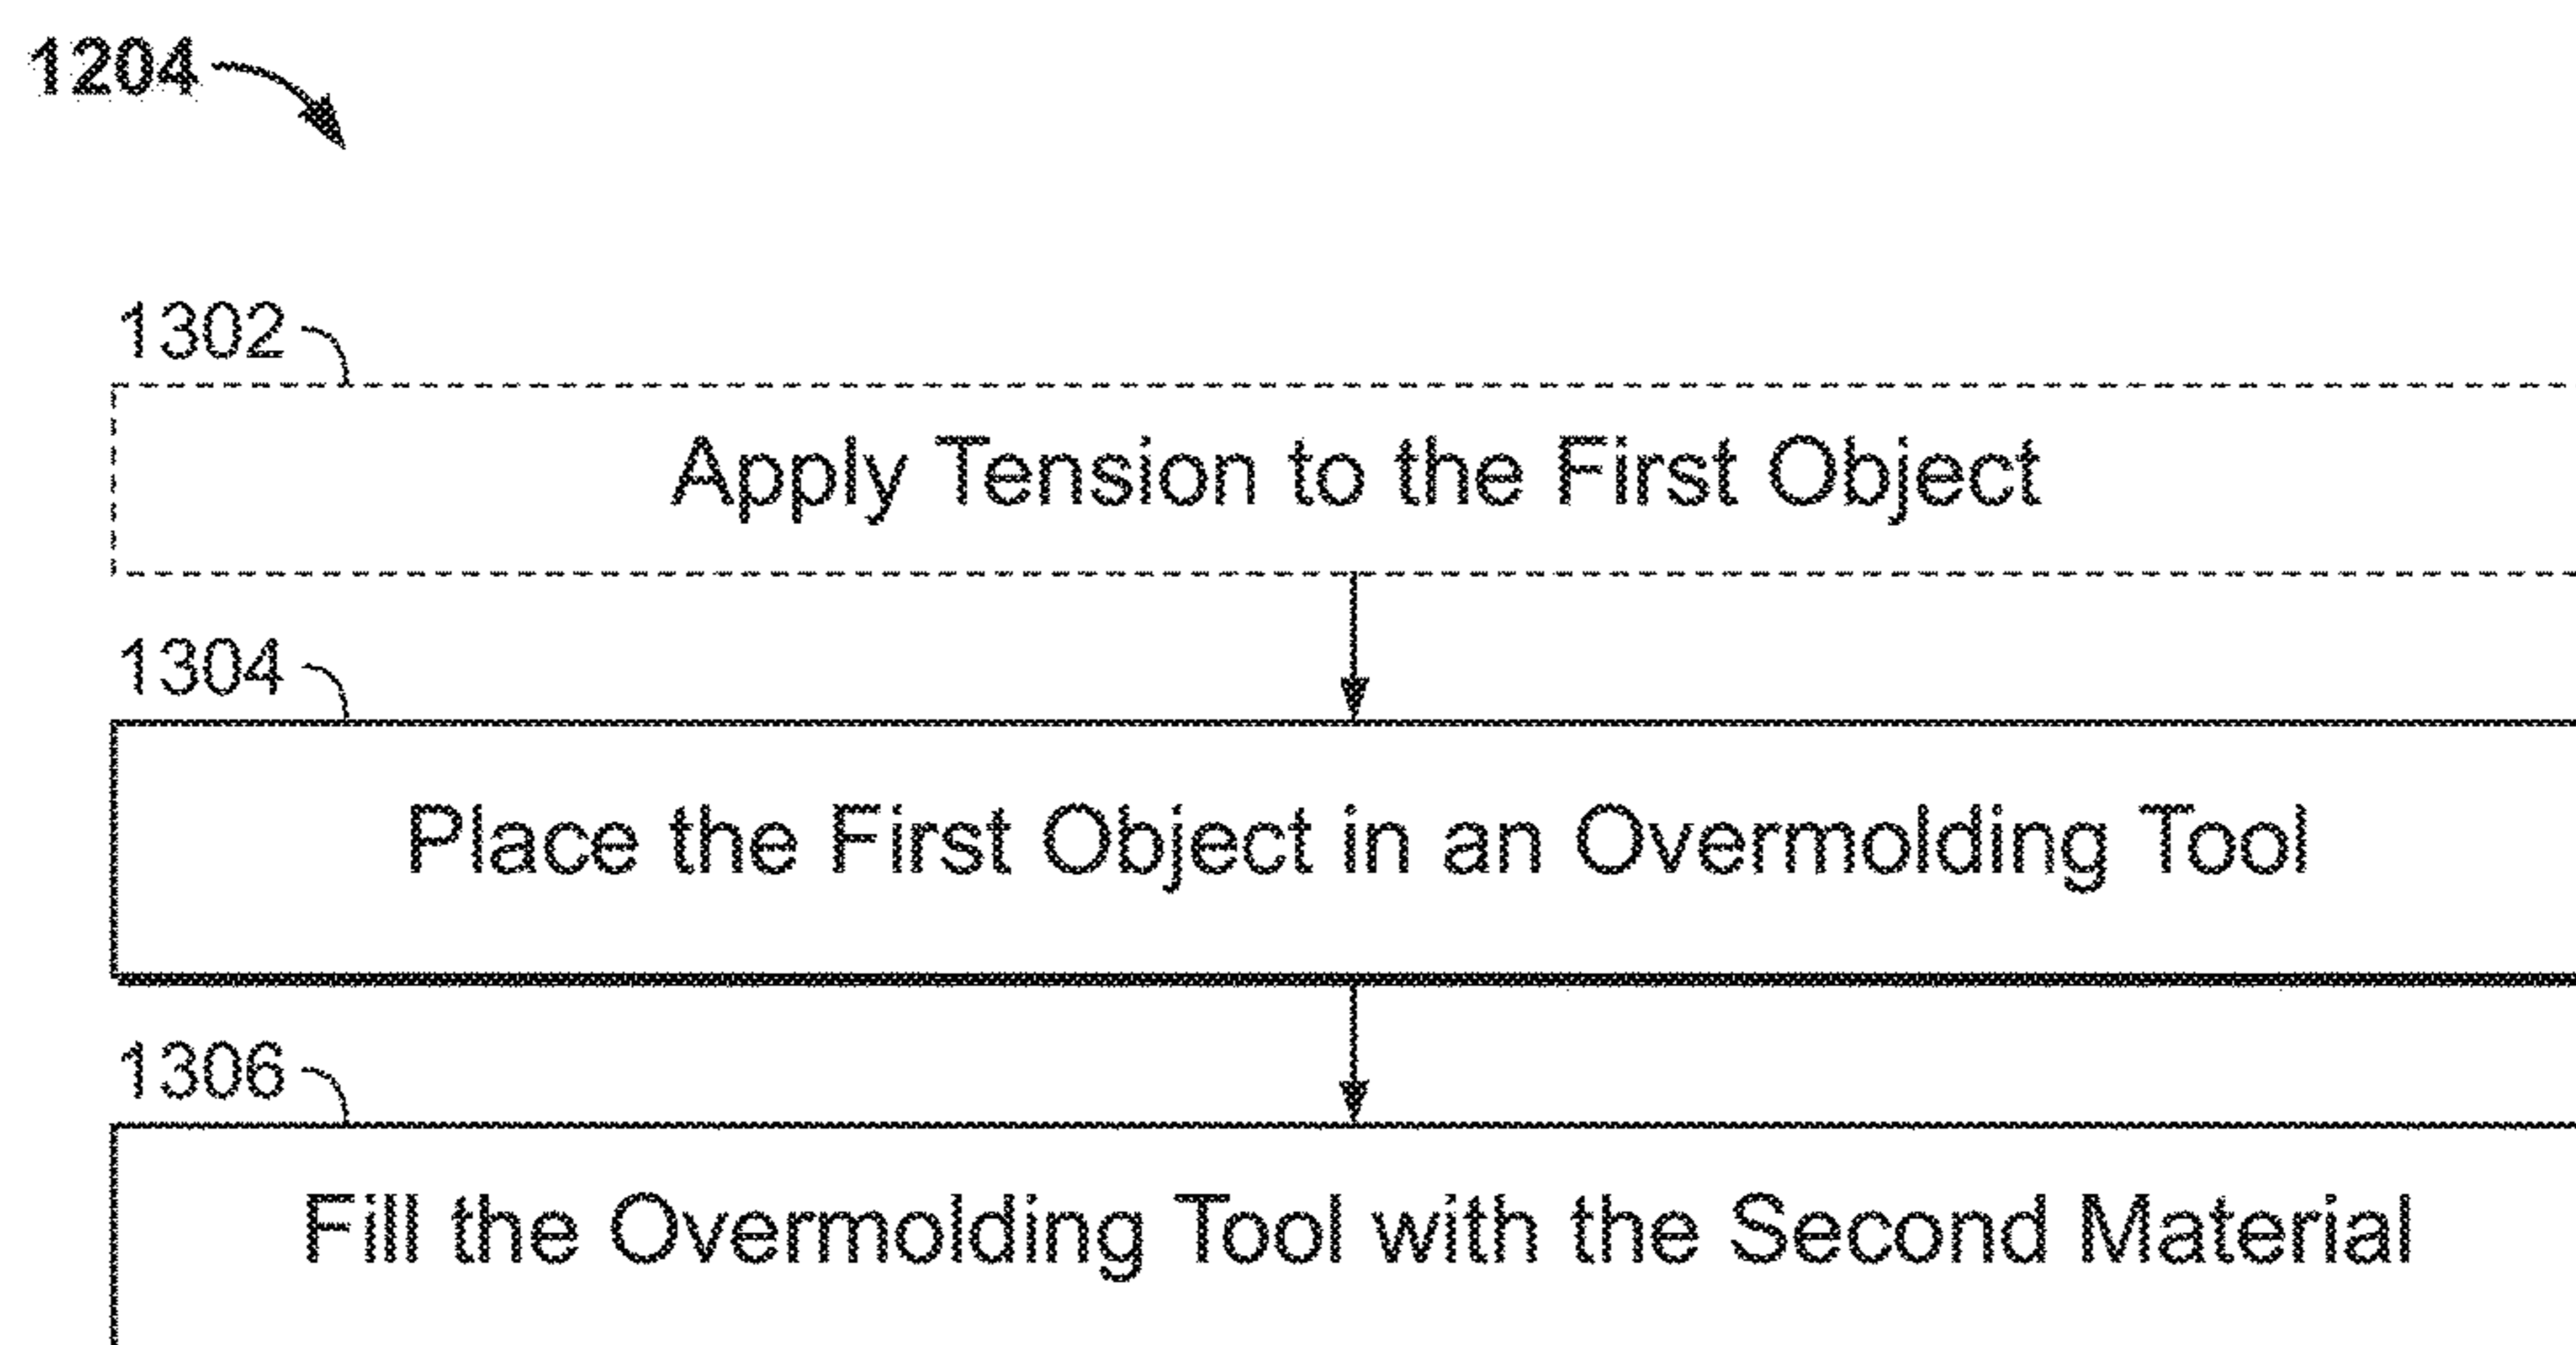 1204
1302
Apply Tension to the First Object
1304
Place the First Object in an Overmolding Tool
1306
Fill the Overmolding Tool with the Second Material